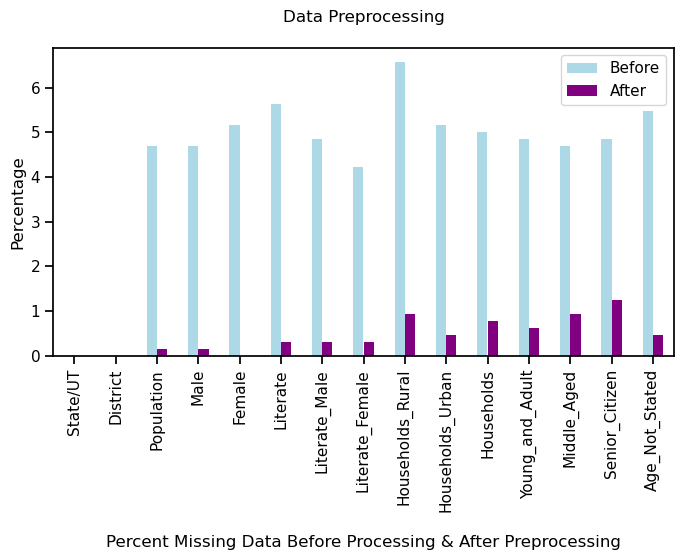 Data Preprocessing
Before
After
Percentage
6
5
4
3
2
1
0
State/UT
District
Population
Male
Female
Literate
Literate_Male
Literate_Female
Households_Rural
Households_Urban
Households
Young_and_Adult
Middle_Aged
Senior_Citizen
Age_Not_Stated
Percent Missing Data Before Processing & After Preprocessing